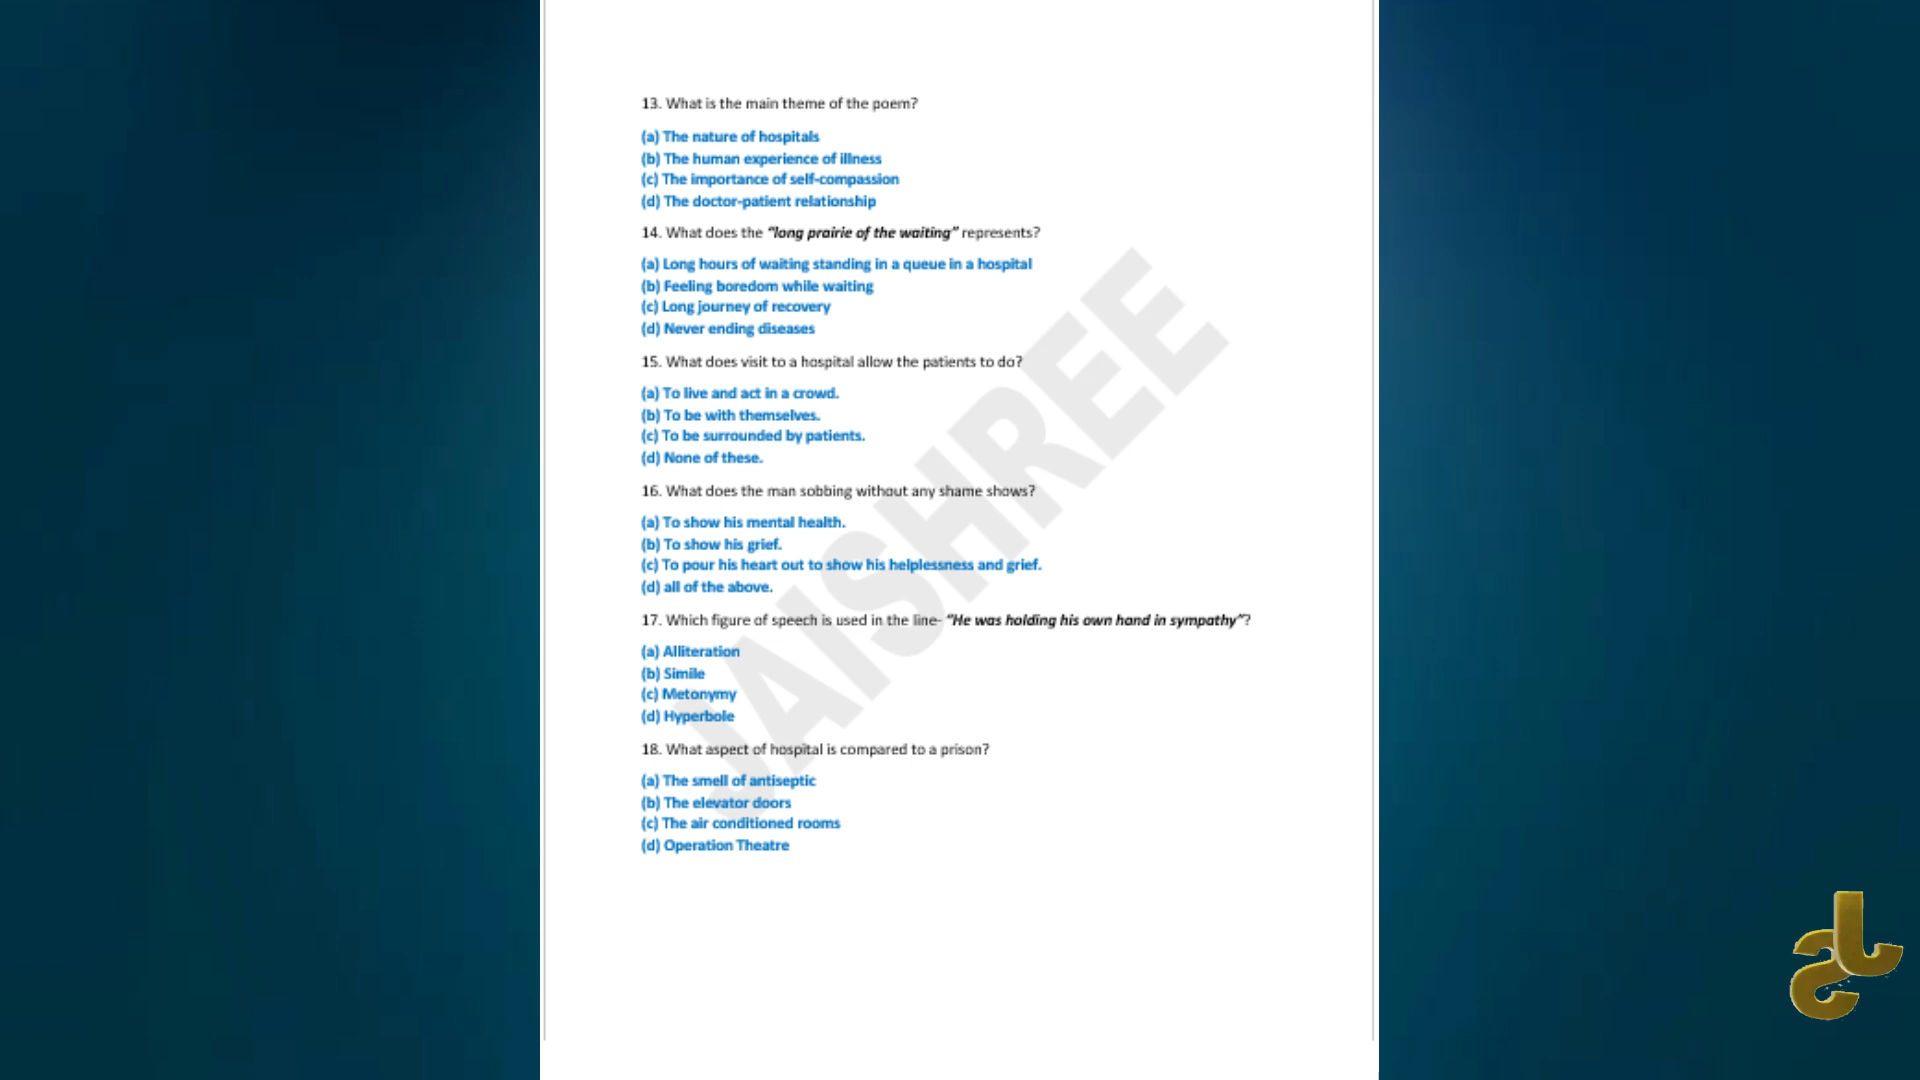 13. What is the main theme of the poem?
(a) The nature of hospitals
(b) The human experience of illness
(c) The importance of self-compassion
(d) The doctor-patient relationship
14. What does the “long prairie of the waiting” represents?
(a) Long hours of waiting standing in a queue in a hospital
(b) Feeling boredom while waiting
(c) Long journey of recovery
(d) Never ending diseases
15. What does visit to a hospital allow the patients to do?
(a) To live and act in a crowd.
(b) To be with themselves.
(c) To be surrounded by patients.
(d) None of these.
16. What does the man sobbing without any shame shows?
(a) To show his mental health.
(b) To show his grief.
(c) To pour his heart out to show his helplessness and grief.
(d) all of the above.
17. Which figure of speech is used in the line- “He was holding his own hand in sympathy”?
(a) Alliteration
(b) Simile
(c) Metonymy
(d) Hyperbole
18. What aspect of hospital is compared to a prison?
(a) The smell of antiseptic
(b) The elevator doors
(c) The air conditioned rooms
(d) Operation Theatre
JAISHREE
JS